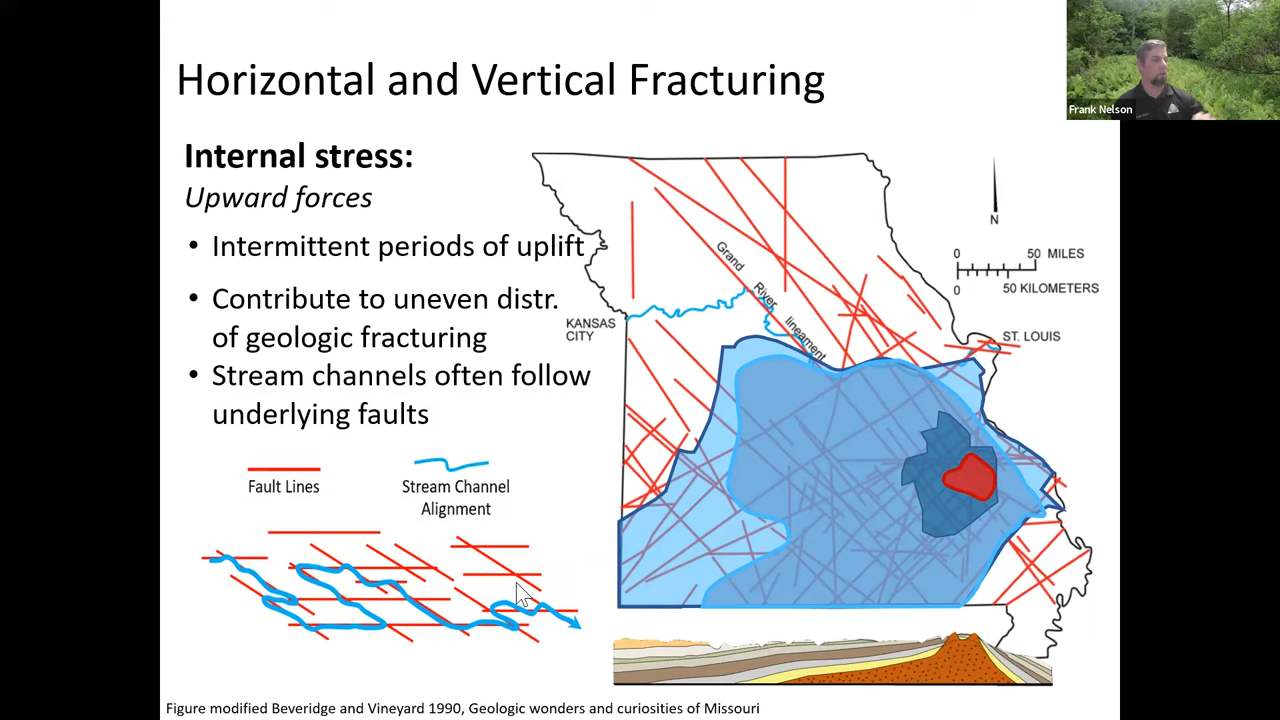 Horizontal and Vertical Fracturing
Frank Nelson
Internal stress:
Upward forces
• Intermittent periods of uplift
• Contribute to uneven distr.
of geologic fracturing
• Stream channels often follow
underlying faults
Fault Lines
Stream Channel
Alignment
Grand
River
lineament
KANSAS
CITY
ST. LOUIS
N
0 50 MILES
0 50 KILOMETERS
Figure modified Beveridge and Vineyard 1990, Geologic wonders and curiosities of Missouri